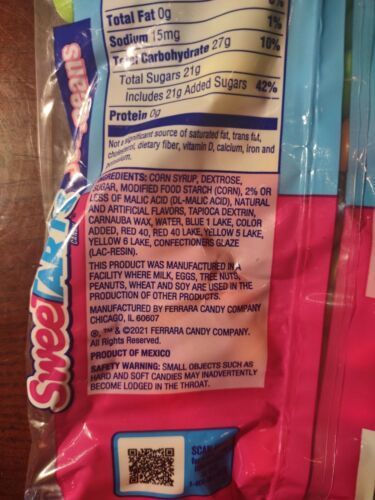 0%
Total Fat 0g
1%
Sodium 15mg
Total Carbohydrate 27g 10%
Total Sugars 21g
Includes 21g Added Sugars 42%
Protein 0g
Not a significant source of saturated fat, trans fat,
cholesterol, dietary fiber, vitamin D, calcium, iron and
potassium.
INGREDIENTS: CORN SYRUP, DEXTROSE,
SUGAR, MODIFIED FOOD STARCH (CORN), 2% OR
LESS OF MALIC ACID (DL-MALIC ACID), NATURAL
AND ARTIFICIAL FLAVORS, TAPIOCA DEXTRIN,
CARNAUBA WAX, WATER, BLUE 1 LAKE, COLOR
ADDED, RED 40, RED 40 LAKE, YELLOW 5 LAKE,
YELLOW 6 LAKE, CONFECTIONERS GLAZE
(LAC-RESIN).
THIS PRODUCT WAS MANUFACTURED IN A
FACILITY WHERE MILK, EGGS, TREE NUTS,
PEANUTS, WHEAT AND SOY ARE USED IN THE
PRODUCTION OF OTHER PRODUCTS.
MANUFACTURED BY FERRARA CANDY COMPANY
CHICAGO, IL 60607
®, ™ & ©2021 FERRARA CANDY COMPANY.
All Rights Reserved.
PRODUCT OF MEXICO
SAFETY WARNING: SMALL OBJECTS SUCH AS
HARD AND SOFT CANDIES MAY INADVERTENTLY
BECOME LODGED IN THE THROAT.
SweeTARTS
SCAN